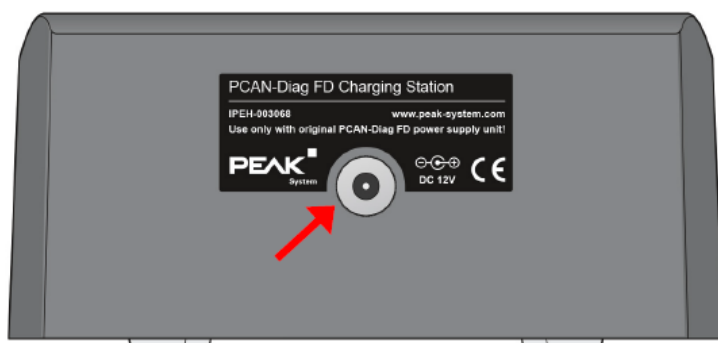 PCAN-Diag FD Charging Station
IPEH-003068 www.peak-system.com
Use only with original PCAN-Diag FD power supply unit!
PEAK
System
DC 12V
CE